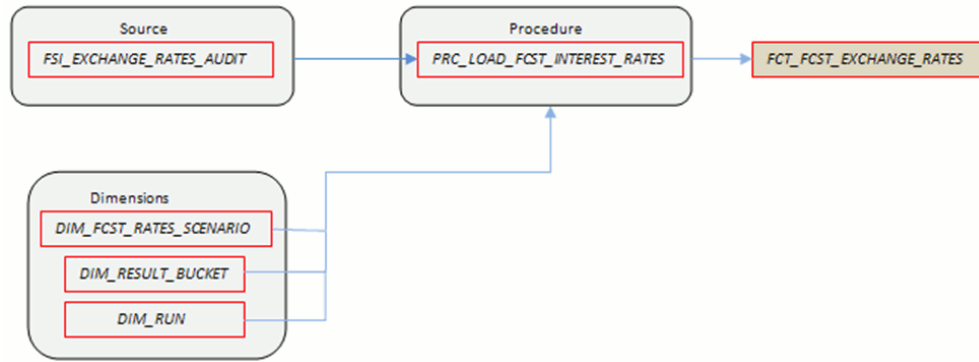 Source
FSI_EXCHANGE_RATES_AUDIT
Procedure
PRC_LOAD_FCST_INTEREST_RATES
FCT_FCST_EXCHANGE_RATES
Dimensions
DIM_FCST_RATES_SCENARIO
DIM_RESULT_BUCKET
DIM_RUN